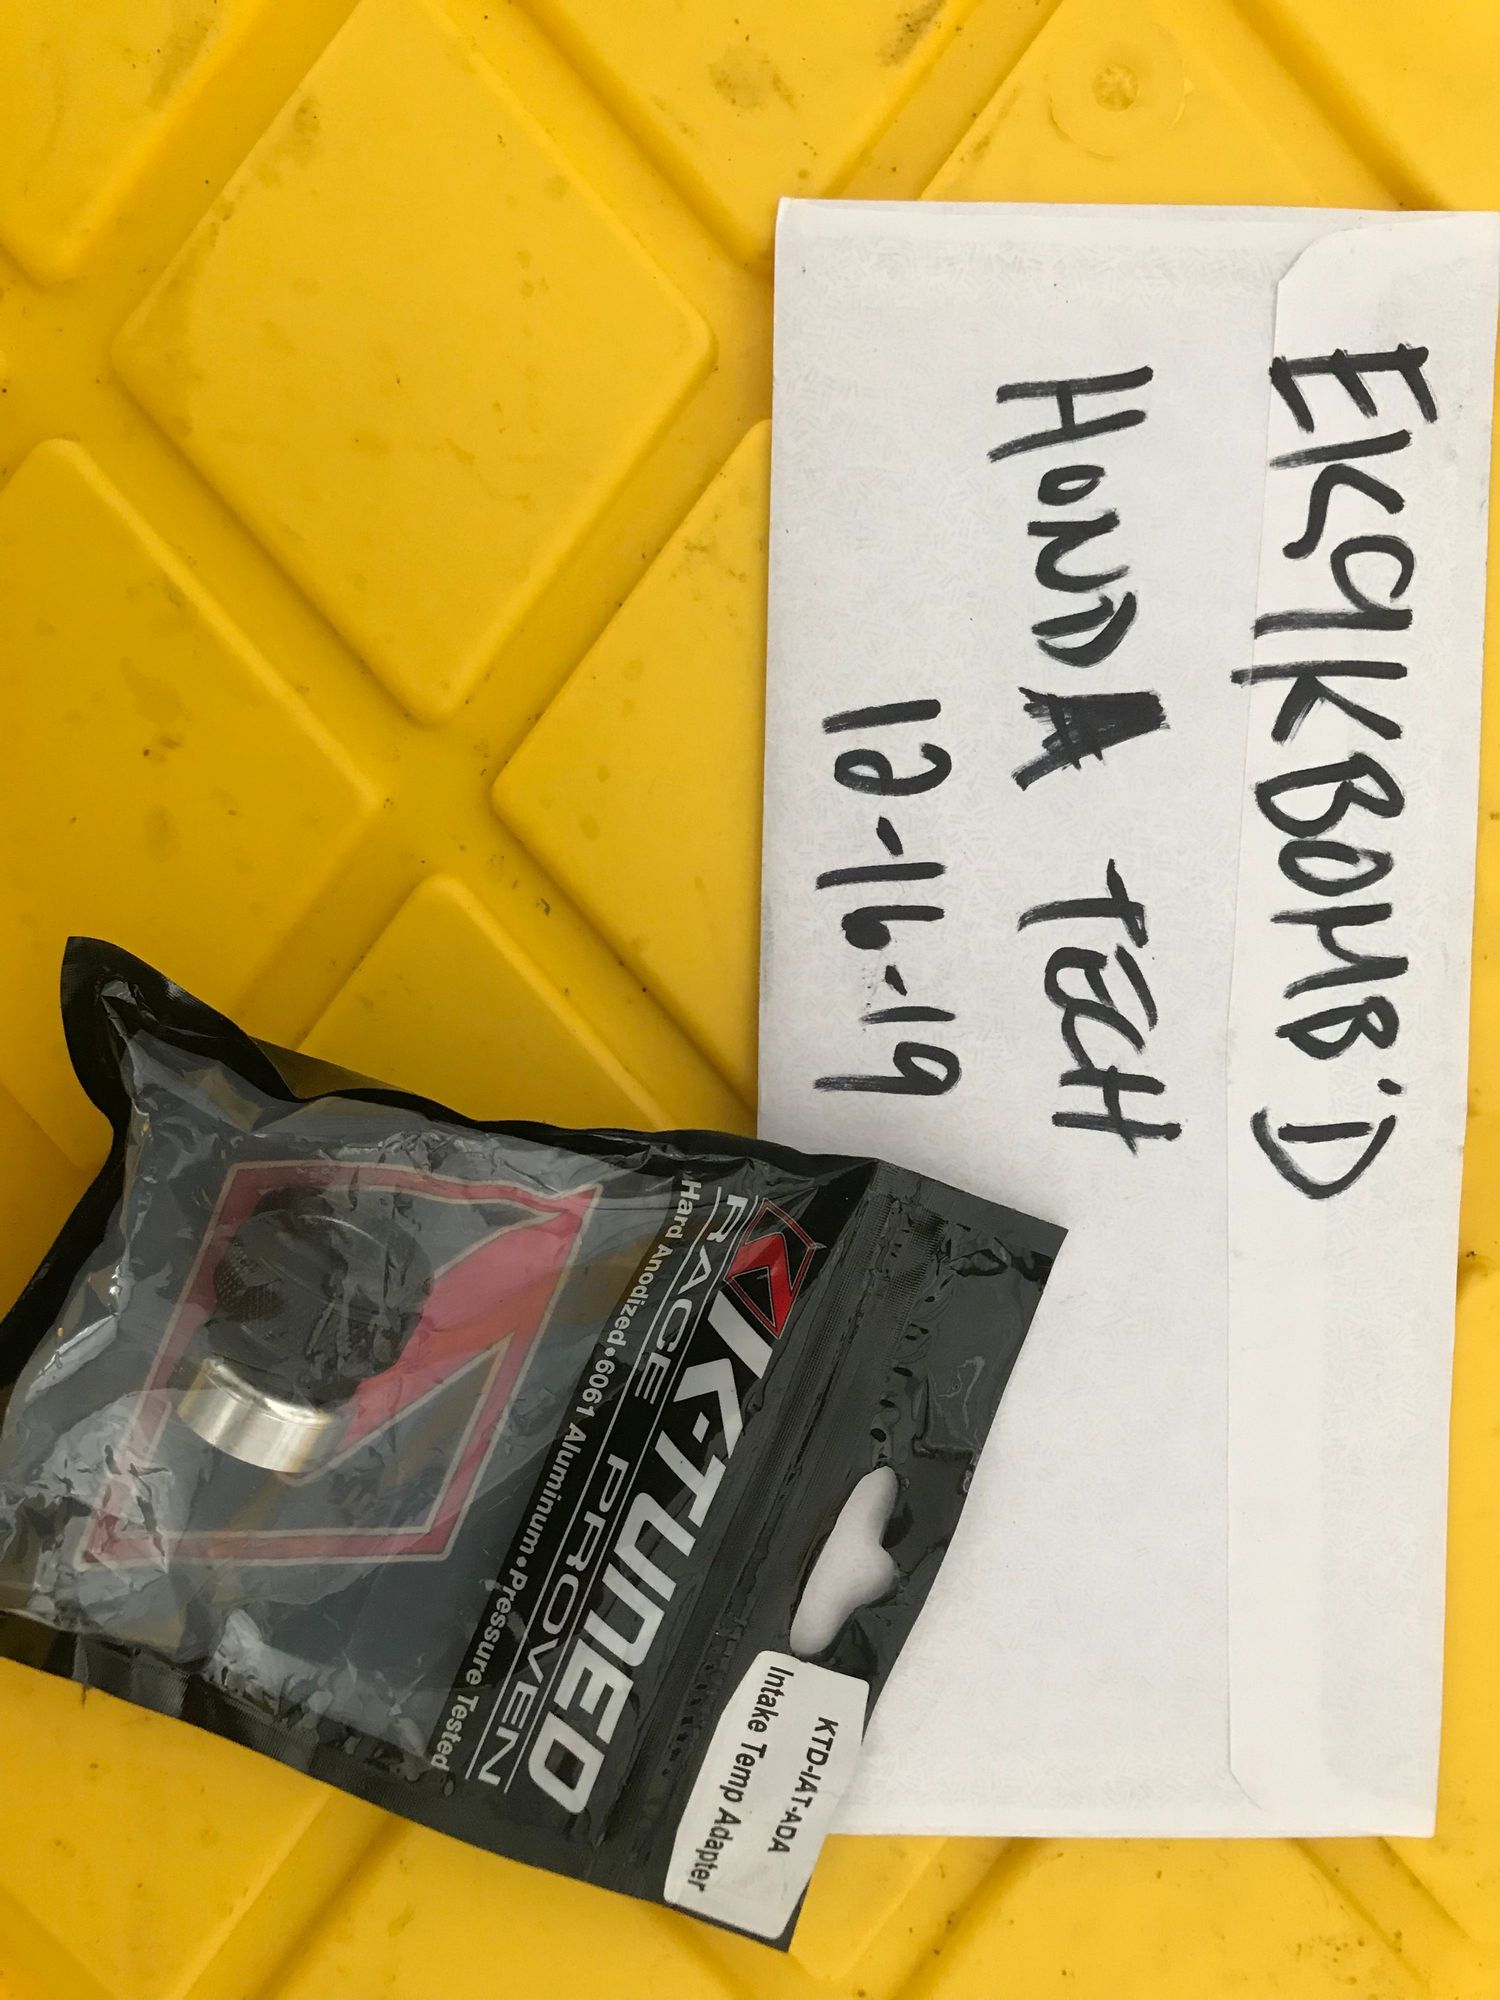 EK9KBOMB'D
HONDA TECH
12-16-19
K-TUNED
RACE PROVEN
Hard Anodized•6061 Aluminum•Pressure Tested
KTD-IAT-ADA
Intake Temp Adapter